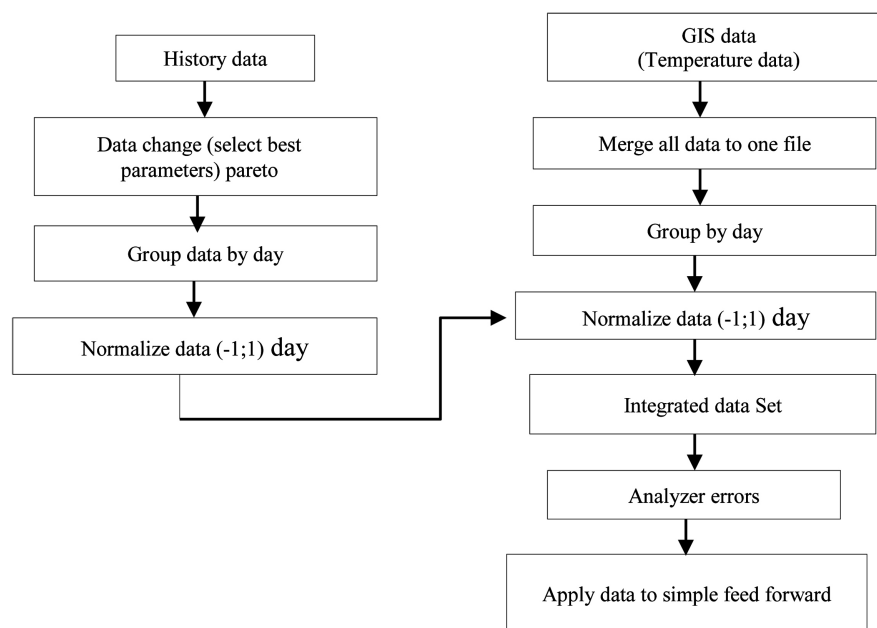 History data
Data change (select best
parameters) pareto
Group data by day
Normalize data (-1;1) day
GIS data
(Temperature data)
Merge all data to one file
Group by day
Normalize data (-1;1) day
Integrated data Set
Analyzer errors
Apply data to simple feed forward